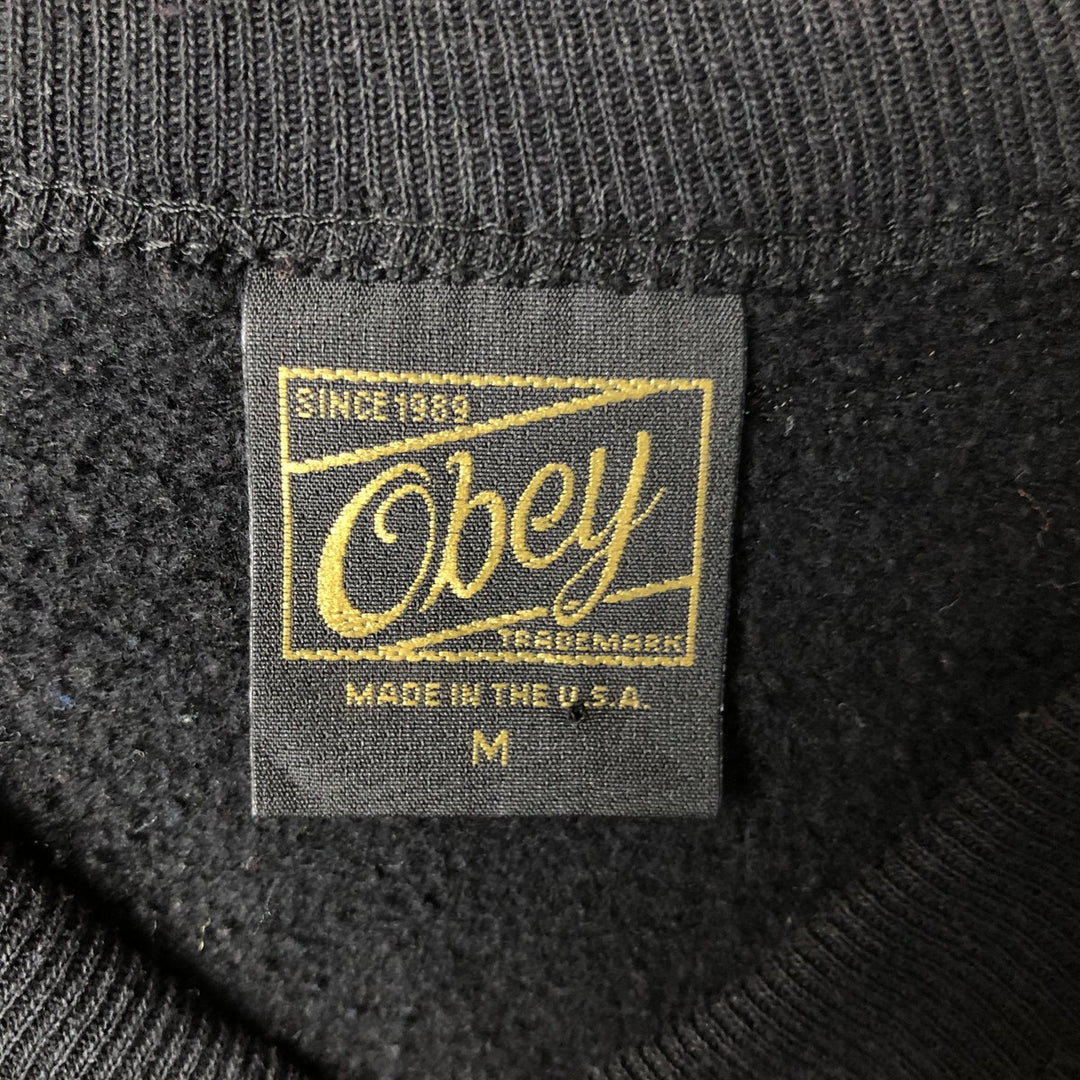 SINCE 1989
Obey
TRADEMARK
MADE IN THE U.S.A.
M